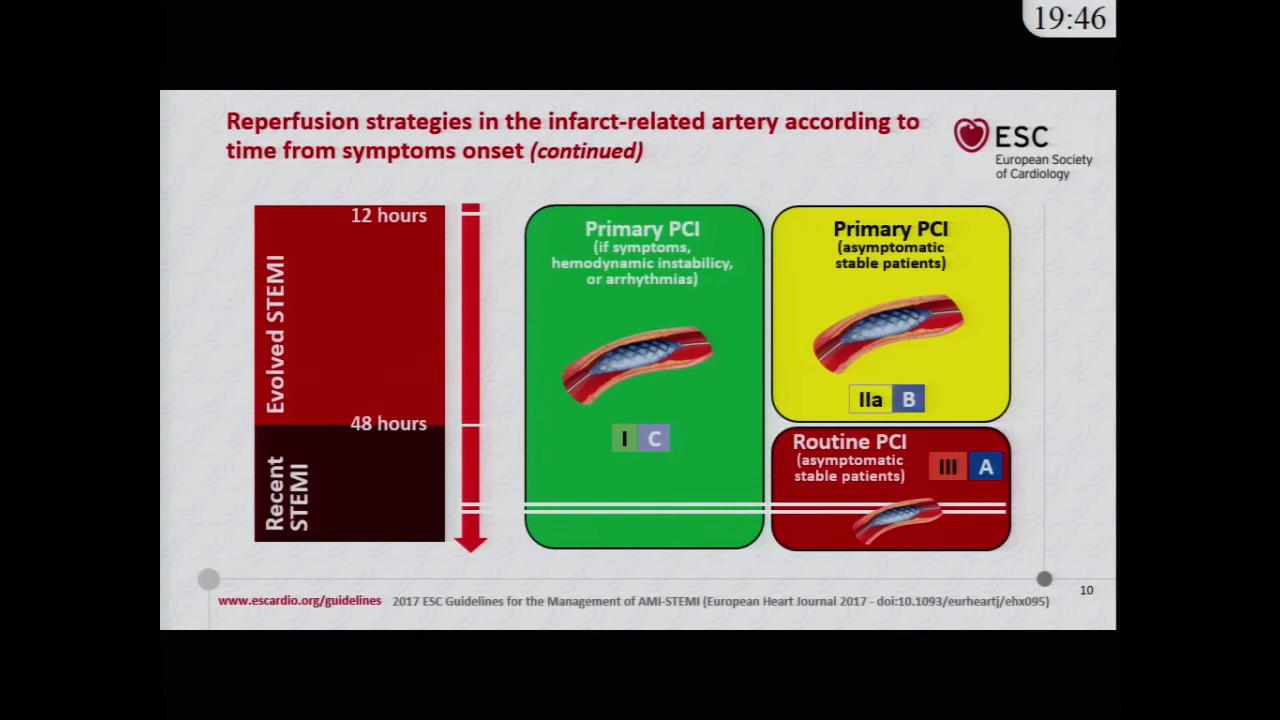 19:46
Reperfusion strategies in the infarct-related artery according to
time from symptoms onset (continued)
ESC
European Society
of Cardiology
12 hours
Evolved STEMI
48 hours
Recent
STEMI
Primary PCI
(if symptoms,
hemodynamic instabilicy,
or arrhythmias)
I C
Primary PCI
(asymptomatic
stable patients)
IIa B
Routine PCI
(asymptomatic
stable patients)
III A
10
www.escardio.org/guidelines 2017 ESC Guidelines for the Management of AMI-STEMI (European Heart Journal 2017 - doi:10.1093/eurheartj/ehx095)